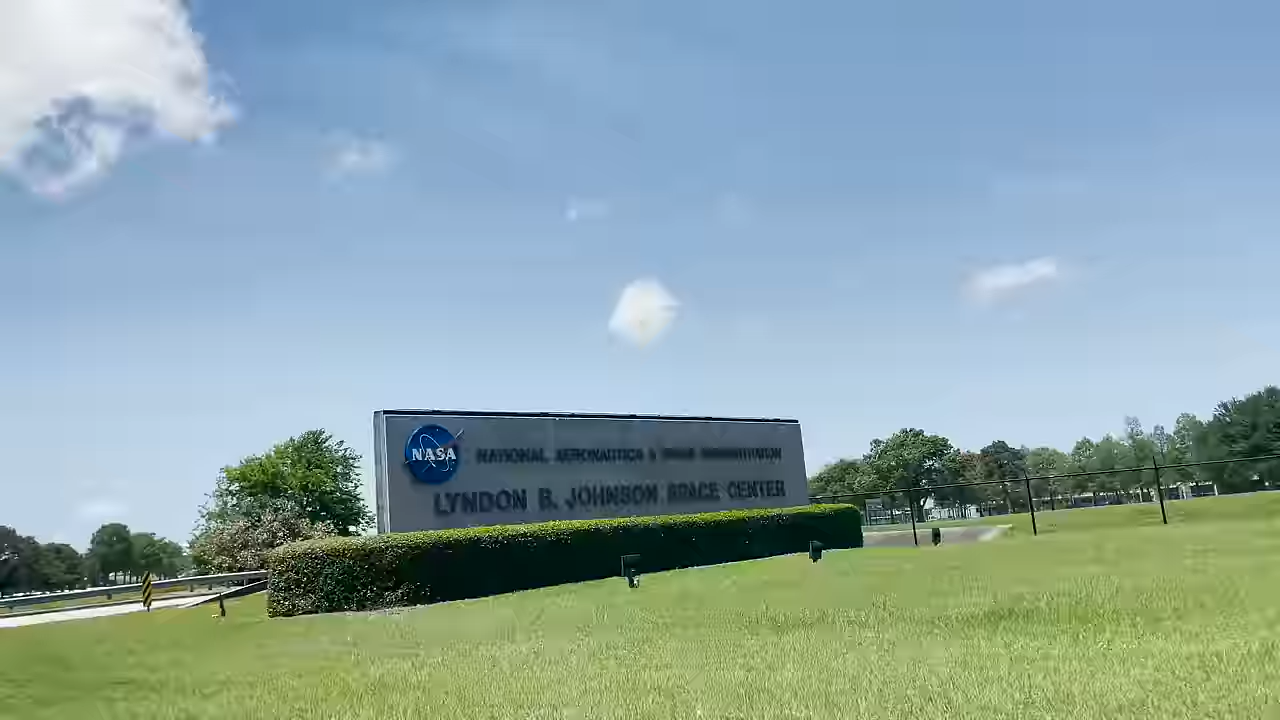 NASA
NATIONAL AERONAUTICS & SPACE ADMINISTRATION
LYNDON B. JOHNSON SPACE CENTER